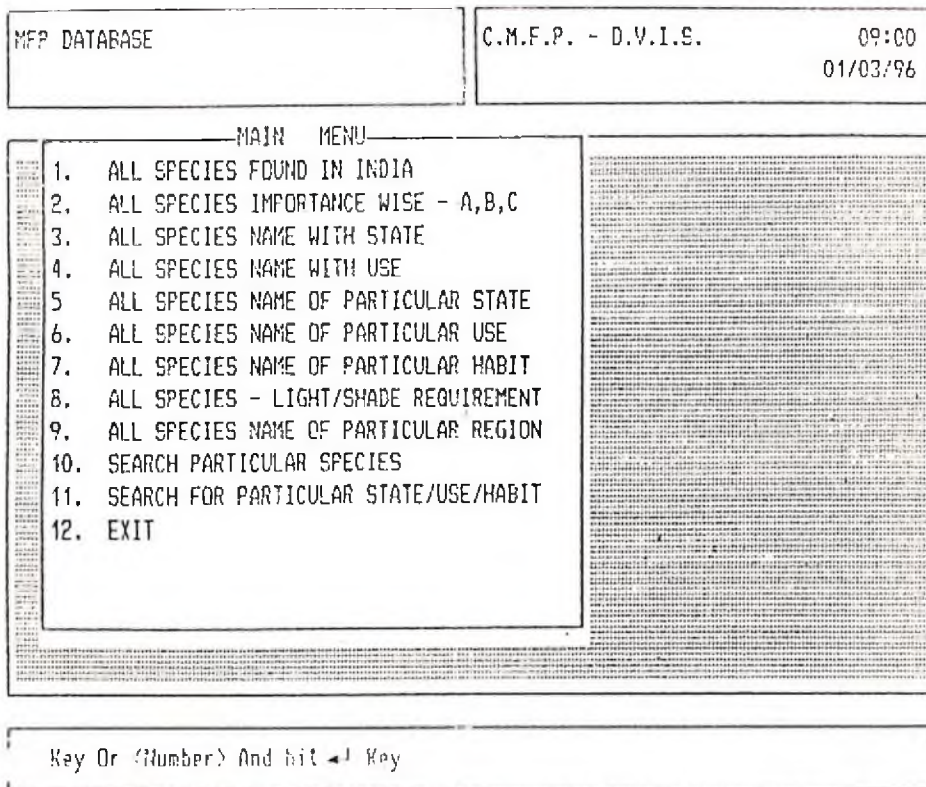 MFP DATABASE
C.M.F.P. - D.V.I.S. 09:00
01/03/96
MAIN MENU
1. ALL SPECIES FOUND IN INDIA
2. ALL SPECIES IMPORTANCE WISE - A,B,C
3. ALL SPECIES NAME WITH STATE
4. ALL SPECIES NAME WITH USE
5 ALL SPECIES NAME OF PARTICULAR STATE
6. ALL SPECIES NAME OF PARTICULAR USE
7. ALL SPECIES NAME OF PARTICULAR HABIT
8. ALL SPECIES - LIGHT/SHADE REQUIREMENT
9. ALL SPECIES NAME OF PARTICULAR REGION
10. SEARCH PARTICULAR SPECIES
11. SEARCH FOR PARTICULAR STATE/USE/HABIT
12. EXIT
Key Or <Number> And hit ◄┘ Key